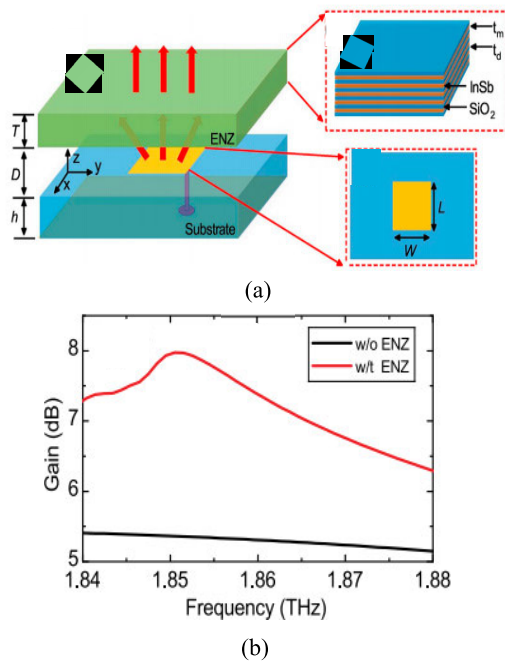 T
D
h
z
y
x
ENZ
Substrate
t_m
t_d
InSb
SiO₂
L
W
(a)
8
7
6
5
Gain (dB)
w/o ENZ
w/t ENZ
1.84 1.85 1.86 1.87 1.88
Frequency (THz)
(b)